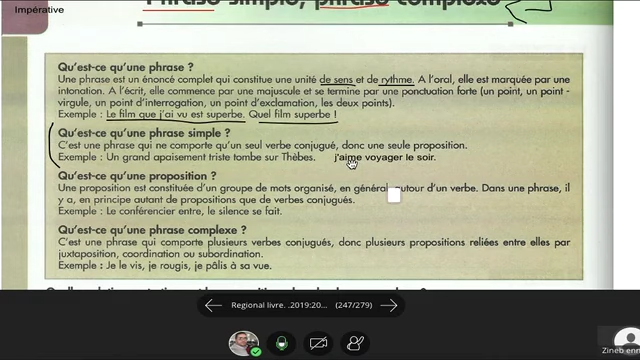 Impérative
Phrase simple, phrase complexe
Qu'est-ce qu'une phrase ?
Une phrase est un énoncé complet qui constitue une unité de sens et de rythme. A l'oral, elle est marquée par une
intonation. A l'écrit, elle commence par une majuscule et se termine par une ponctuation forte (un point, un point -
virgule, un point d'interrogation, un point d'exclamation, les deux points).
Exemple : Le film que j'ai vu est superbe. Quel film superbe !
Qu'est-ce qu'une phrase simple ?
C'est une phrase qui ne comporte qu'un seul verbe conjugué, donc une seule proposition.
Exemple : Un grand apaisement triste tombe sur Thèbes. j'aime voyager le soir.
Qu'est-ce qu'une proposition ?
Une proposition est constituée d'un groupe de mots organisé, en général, autour d'un verbe. Dans une phrase, il
y a, en principe autant de propositions que de verbes conjugués.
Exemple : Le conférencier entre, le silence se fait.
Qu'est-ce qu'une phrase complexe ?
C'est une phrase qui comporte plusieurs verbes conjugués, donc plusieurs propositions reliées entre elles par
juxtaposition, coordination ou subordination.
Exemple : Je le vis, je rougis, je pâlis à sa vue.
Regional livre. ..2019:20... (247/279)
Zineb enn